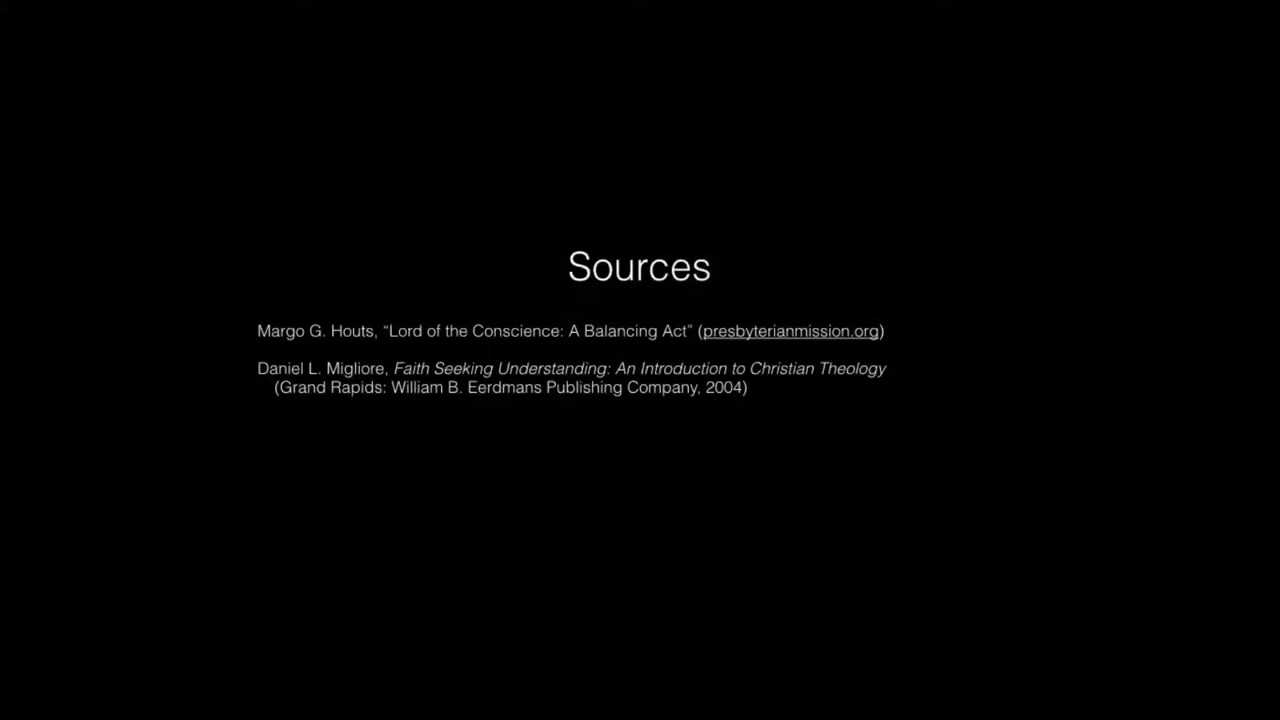 Sources
Margo G. Houts, “Lord of the Conscience: A Balancing Act” (presbyterianmission.org)
Daniel L. Migliore, Faith Seeking Understanding: An Introduction to Christian Theology
(Grand Rapids: William B. Eerdmans Publishing Company, 2004)